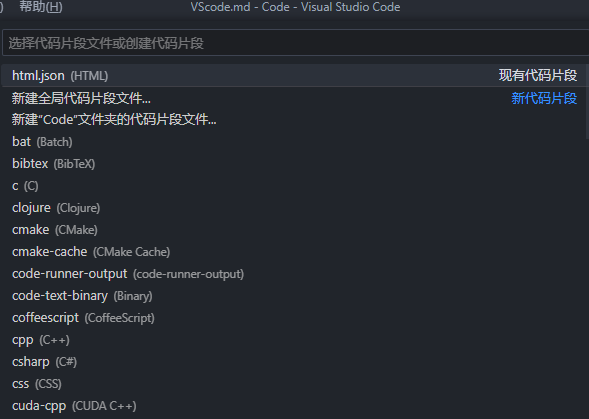 ) 帮助(H) VScode.md - Code - Visual Studio Code
选择代码片段文件或创建代码片段
html.json (HTML) 现有代码片段
新建全局代码片段文件... 新代码片段
新建“Code”文件夹的代码片段文件...
bat (Batch)
bibtex (BibTeX)
c (C)
clojure (Clojure)
cmake (CMake)
cmake-cache (CMake Cache)
code-runner-output (code-runner-output)
code-text-binary (Binary)
coffeescript (CoffeeScript)
cpp (C++)
csharp (C#)
css (CSS)
cuda-cpp (CUDA C++)